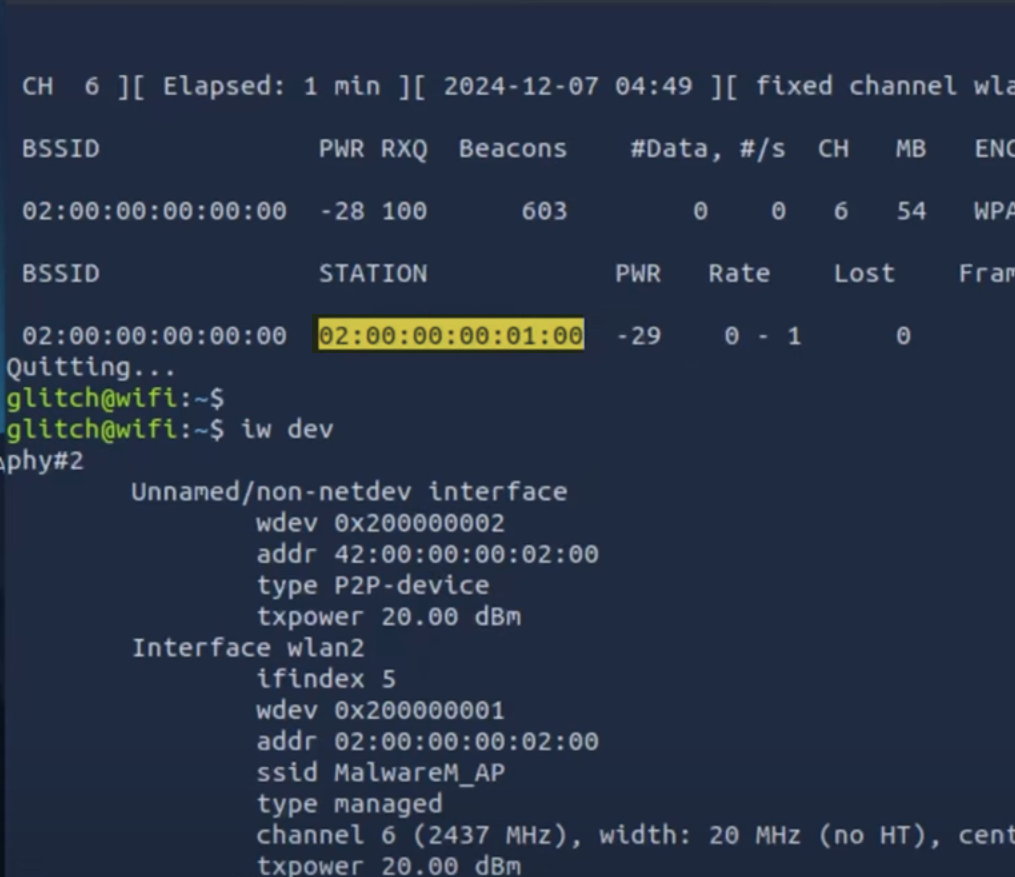 CH  6 ][ Elapsed: 1 min ][ 2024-12-07 04:49 ][ fixed channel
BSSID              PWR RXQ  Beacons    #Data, #/s  CH   MB
02:00:00:00:00:00  -28 100      603        0    0   6   54
BSSID              STATION            PWR   Rate    Lost
02:00:00:00:00:00  02:00:00:00:01:00  -29    0 - 1      0
Quitting...
glitch@wifi:~$
glitch@wifi:~$ iw dev
phy#2
Unnamed/non-netdev interface
wdev 0x200000002
addr 42:00:00:00:02:00
type P2P-device
txpower 20.00 dBm
Interface wlan2
ifindex 5
wdev 0x200000001
addr 02:00:00:00:02:00
ssid MalwareM_AP
type managed
channel 6 (2437 MHz), width: 20 MHz (no HT),
txpower 20.00 dBm